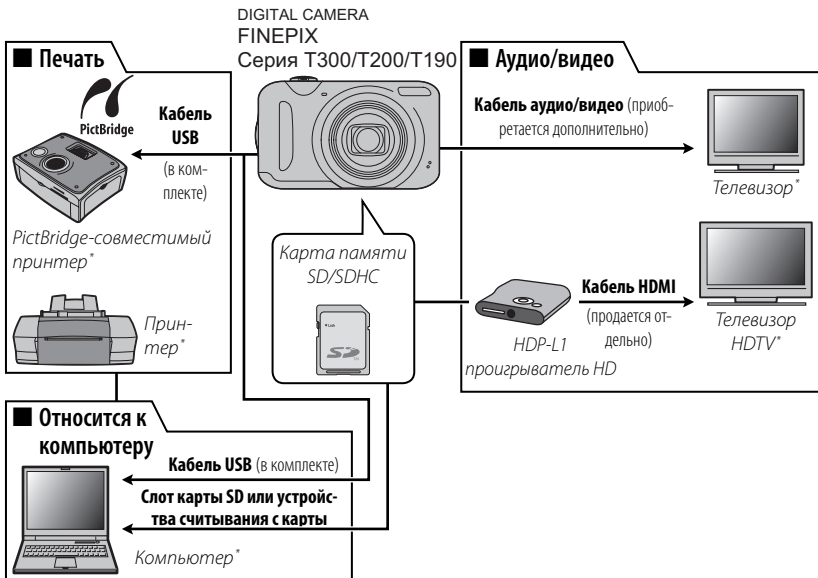 DIGITAL CAMERA
FINEPIX
Серия T300/T200/T190
■ Печать
PictBridge
Кабель
USB
(в ком-
плекте)
PictBridge-совместимый
принтер*
Прин-
тер*
■ Аудио/видео
Кабель аудио/видео (приоб-
ретается дополнительно)
Телевизор*
Карта памяти
SD/SDHC
Lock
SD
HDP-L1
проигрыватель HD
Кабель HDMI
(продается от-
дельно)
Телевизор
HDTV*
■ Относится к
компьютеру
Кабель USB (в комплекте)
Слот карты SD или устройс-
тва считывания с карты
Компьютер*